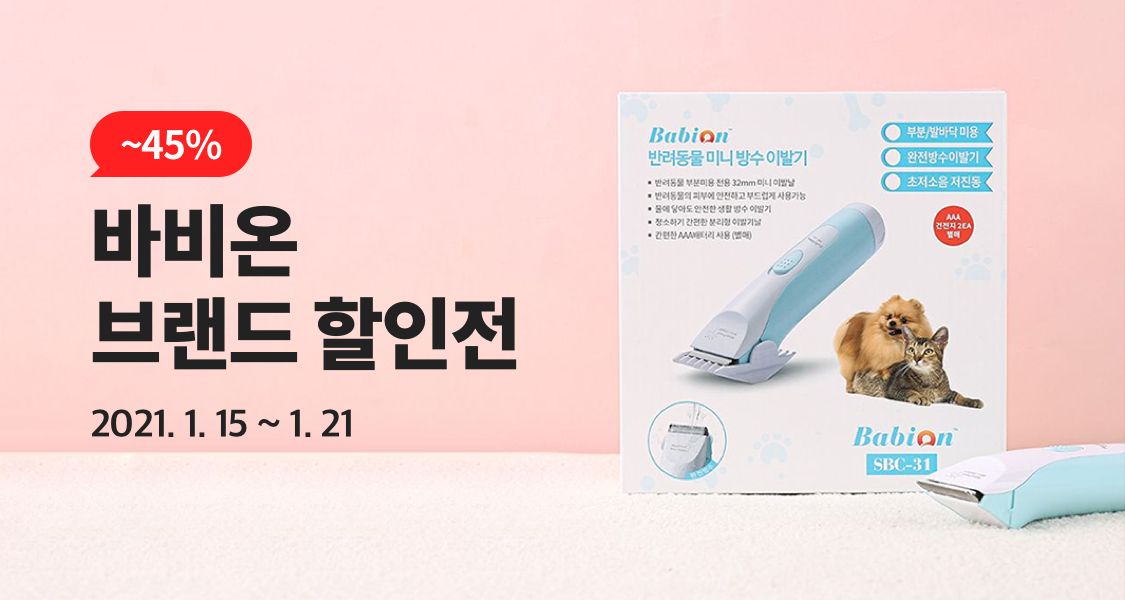 ~45%
바비온
브랜드 할인전
2021. 1. 15 ~ 1. 21
Babion™
반려동물 미니 방수 이발기
■ 반려동물 부분미용 전용 32mm 미니 이발날
■ 반려동물의 피부에 안전하고 부드럽게 사용가능
■ 물에 닿아도 안전한 생활 방수 이발기
■ 청소하기 간편한 분리형 이발기날
■ 간편한 AAA배터리 사용 (별매)
부분/발바닥 미용
완전방수이발기
초저소음 저진동
AAA
건전지 2EA
별매
Babion™
SBC-31